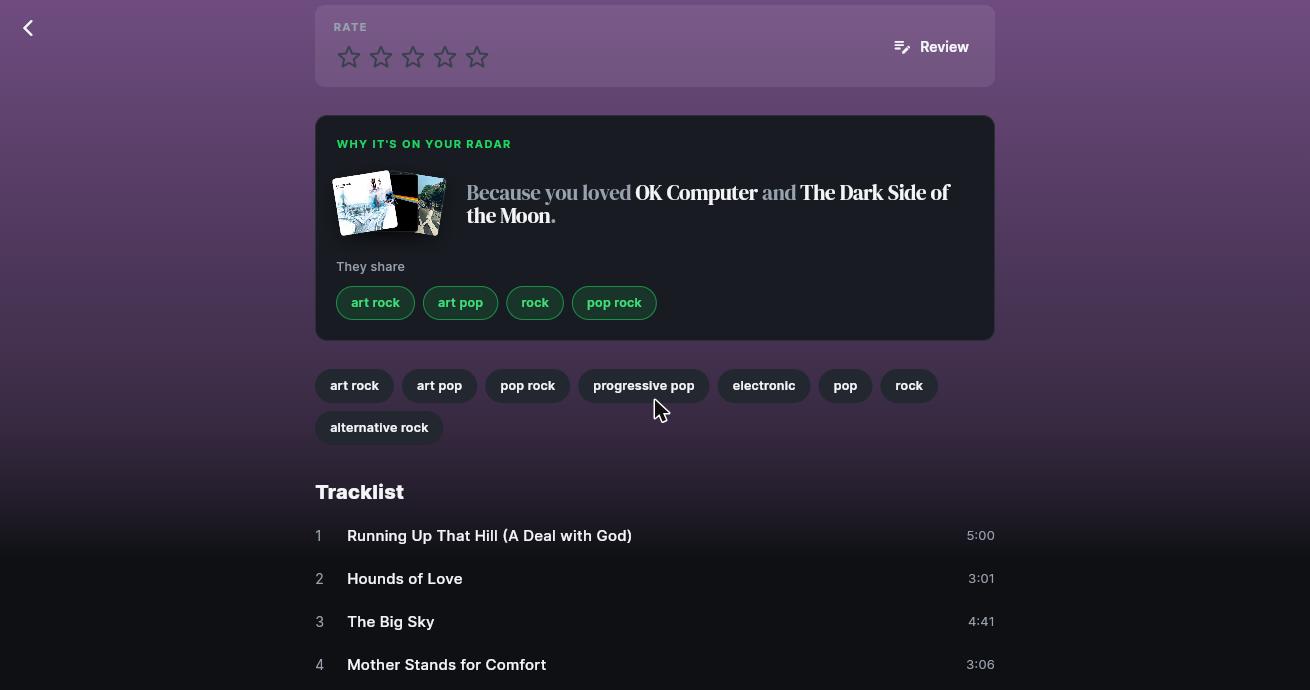 RATE
Review
WHY IT'S ON YOUR RADAR
Because you loved OK Computer and The Dark Side of
the Moon.
They share
art rock art pop rock pop rock
art rock art pop pop rock progressive pop electronic pop rock
alternative rock
Tracklist
1 Running Up That Hill (A Deal with God) 5:00
2 Hounds of Love 3:01
3 The Big Sky 4:41
4 Mother Stands for Comfort 3:06